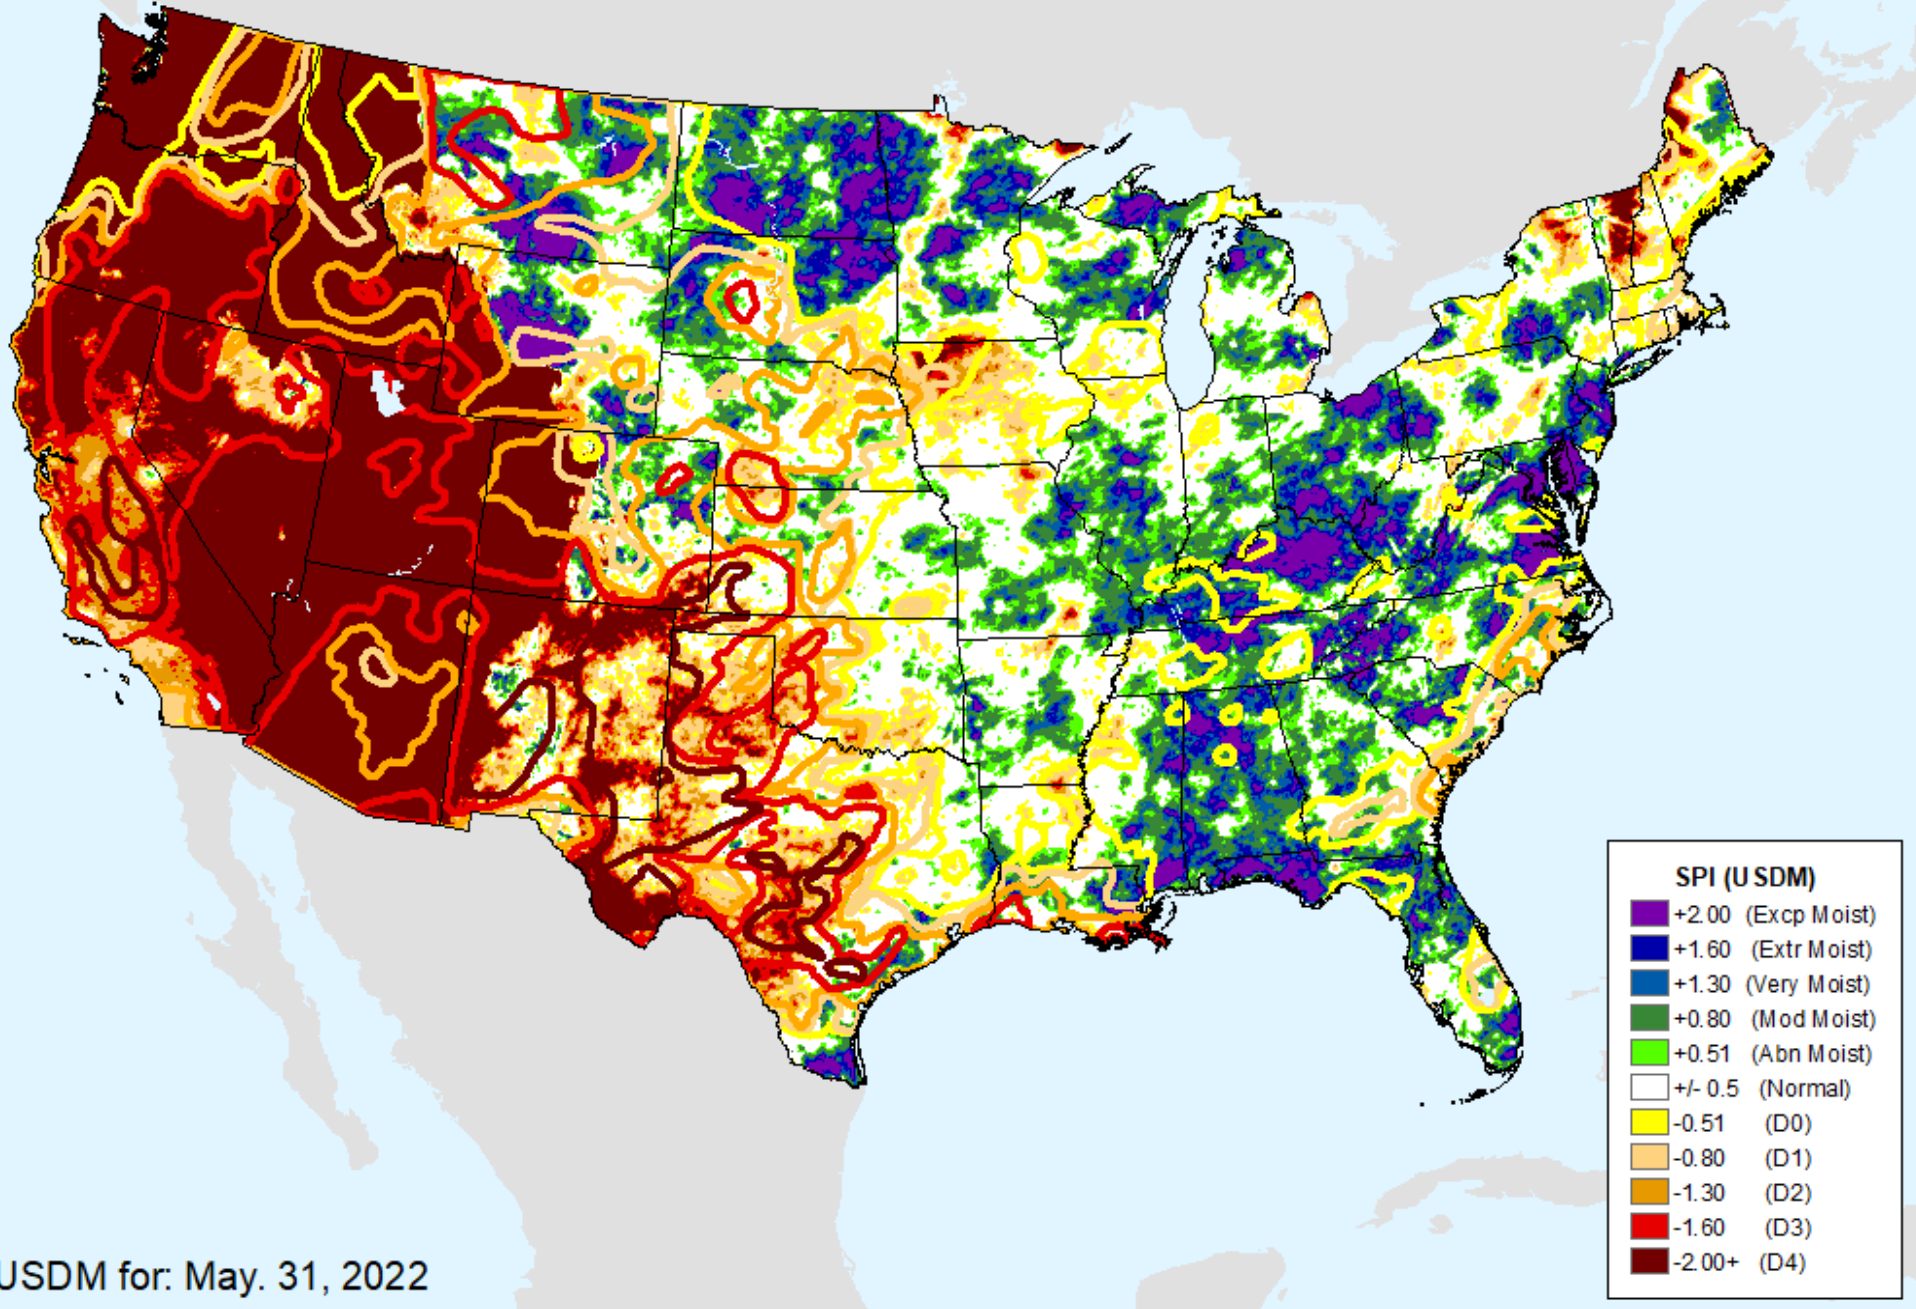 SPI (USDM)
+2.00 (Excp Moist)
+1.60 (Extr Moist)
+1.30 (Very Moist)
+0.80 (Mod Moist)
+0.51 (Abn Moist)
+/- 0.5 (Normal)
-0.51 (D0)
-0.80 (D1)
-1.30 (D2)
-1.60 (D3)
-2.00+ (D4)
USDM for: May. 31, 2022